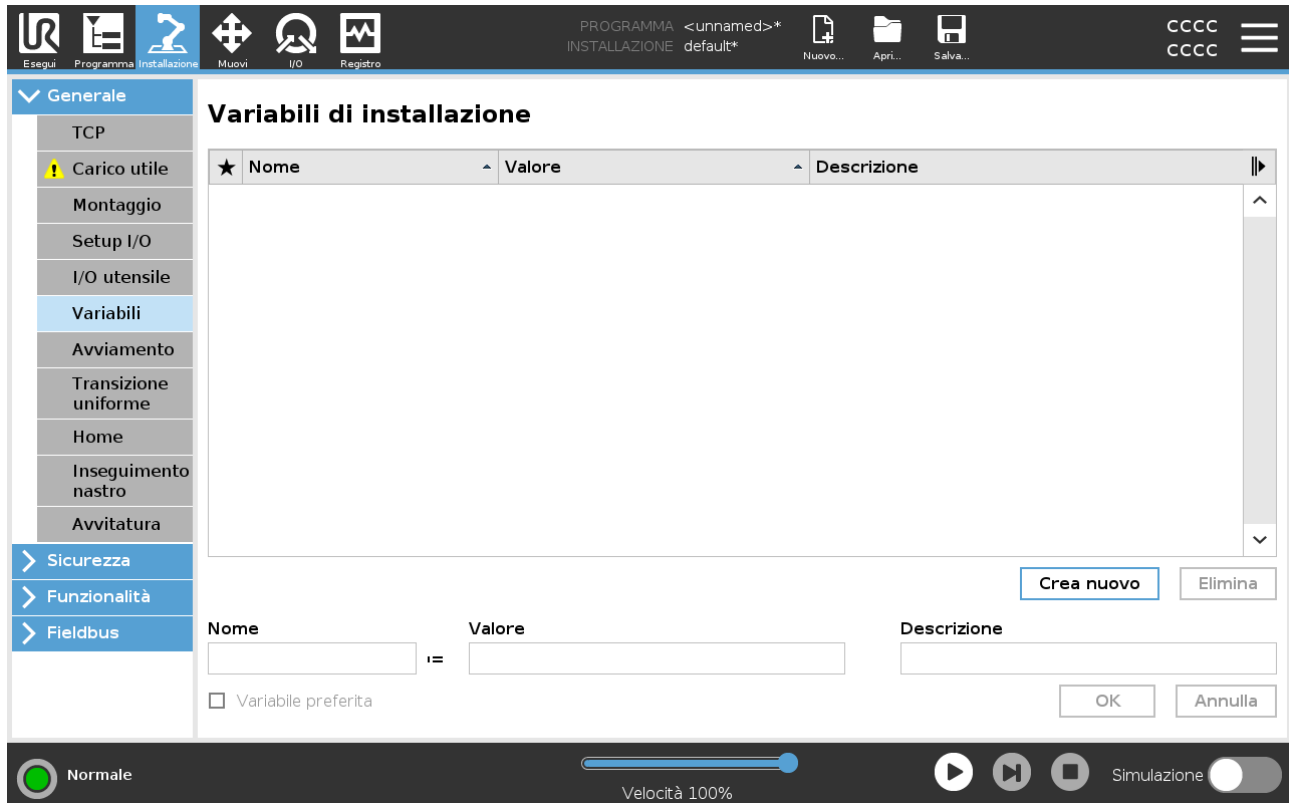 PROGRAMMA <unnamed>*
INSTALLAZIONE default*
CCCC
CCCC
Esegui Programma Installazione Muovi I/O Registro Nuovo... Apri... Salva...
Generale
TCP
Carico utile
Montaggio
Setup I/O
I/O utensile
Variabili
Avviamento
Transizione
uniforme
Home
Inseguimento
nastro
Avvitatura
Sicurezza
Funzionalità
Fieldbus
Variabili di installazione
Nome Valore Descrizione
Crea nuovo Elimina
Nome Valore Descrizione
:=
Variabile preferita OK Annulla
Normale
Velocità 100%
Simulazione